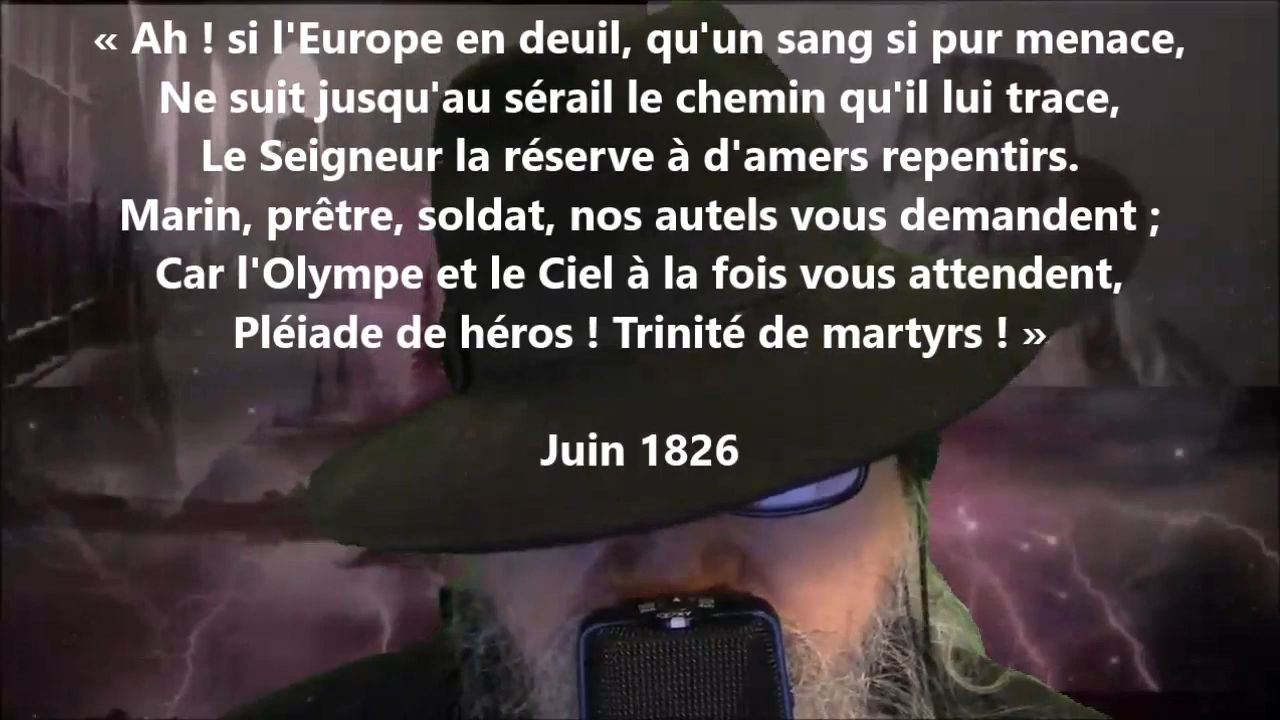 « Ah ! si l'Europe en deuil, qu'un sang si pur menace,
Ne suit jusqu'au sérail le chemin qu'il lui trace,
Le Seigneur la réserve à d'amers repentirs.
Marin, prêtre, soldat, nos autels vous demandent ;
Car l'Olympe et le Ciel à la fois vous attendent,
Pléiade de héros ! Trinité de martyrs ! »
Juin 1826